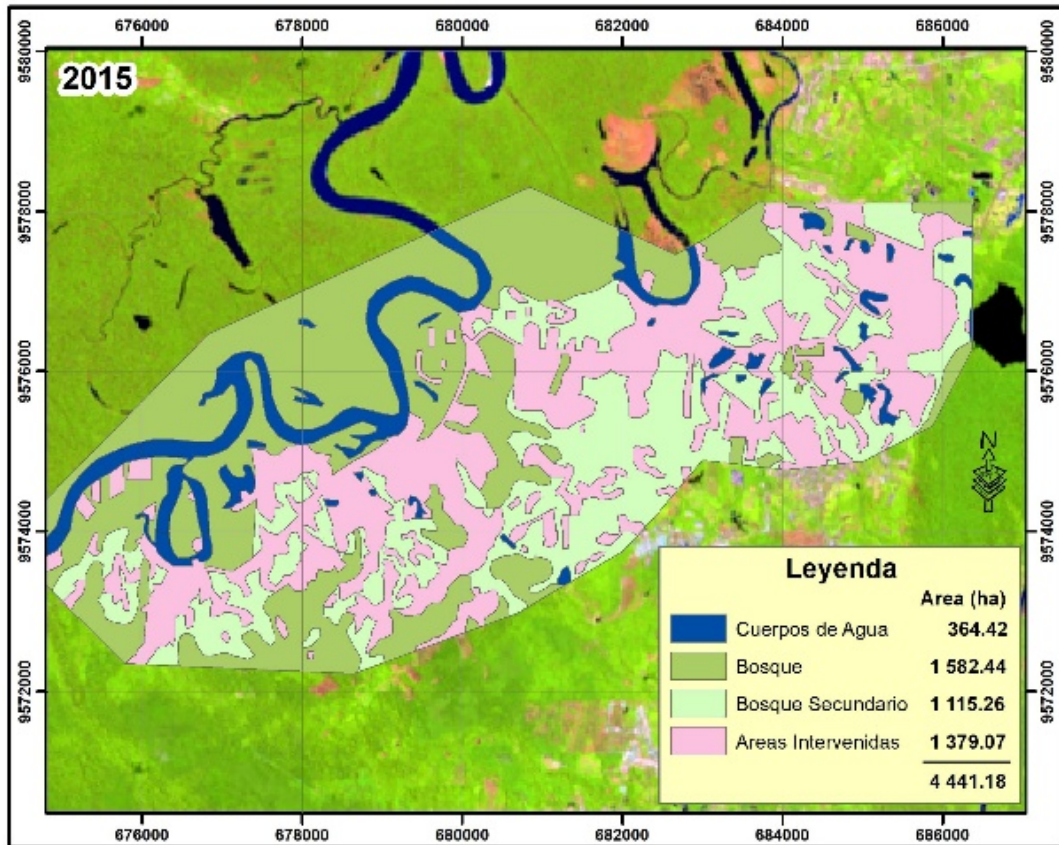 676000 678000 680000 682000 684000 686000
9580000 9580000
2015
9578000 9578000
9576000 9576000
N
9574000 9574000
Leyenda
Area (ha)
Cuerpos de Agua 364.42
Bosque 1 582.44
Bosque Secundario 1 115.26
Areas Intervenidas 1 379.07
4 441.18
9572000 9572000
676000 678000 680000 682000 684000 686000